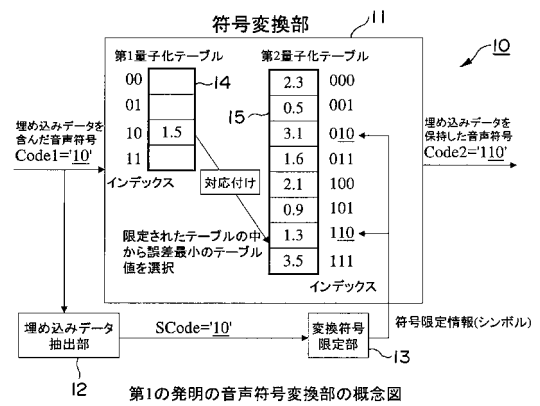 符号変換部
11
10
第1量子化テーブル
第2量子化テーブル
14
15
00
01
10
1.5
11
インデックス
2.3 000
0.5 001
3.1 010
1.6 011
2.1 100
0.9 101
1.3 110
3.5 111
インデックス
対応付け
限定されたテーブルの中
から誤差最小のテーブル
値を選択
埋め込みデータを
含んだ音声符号
Code1='10'
埋め込みデータを
保持した音声符号
Code2='110'
埋め込みデータ
抽出部
12
SCode='10'
変換符号
限定部
13
符号限定情報(シンボル)
第1の発明の音声符号変換部の概念図